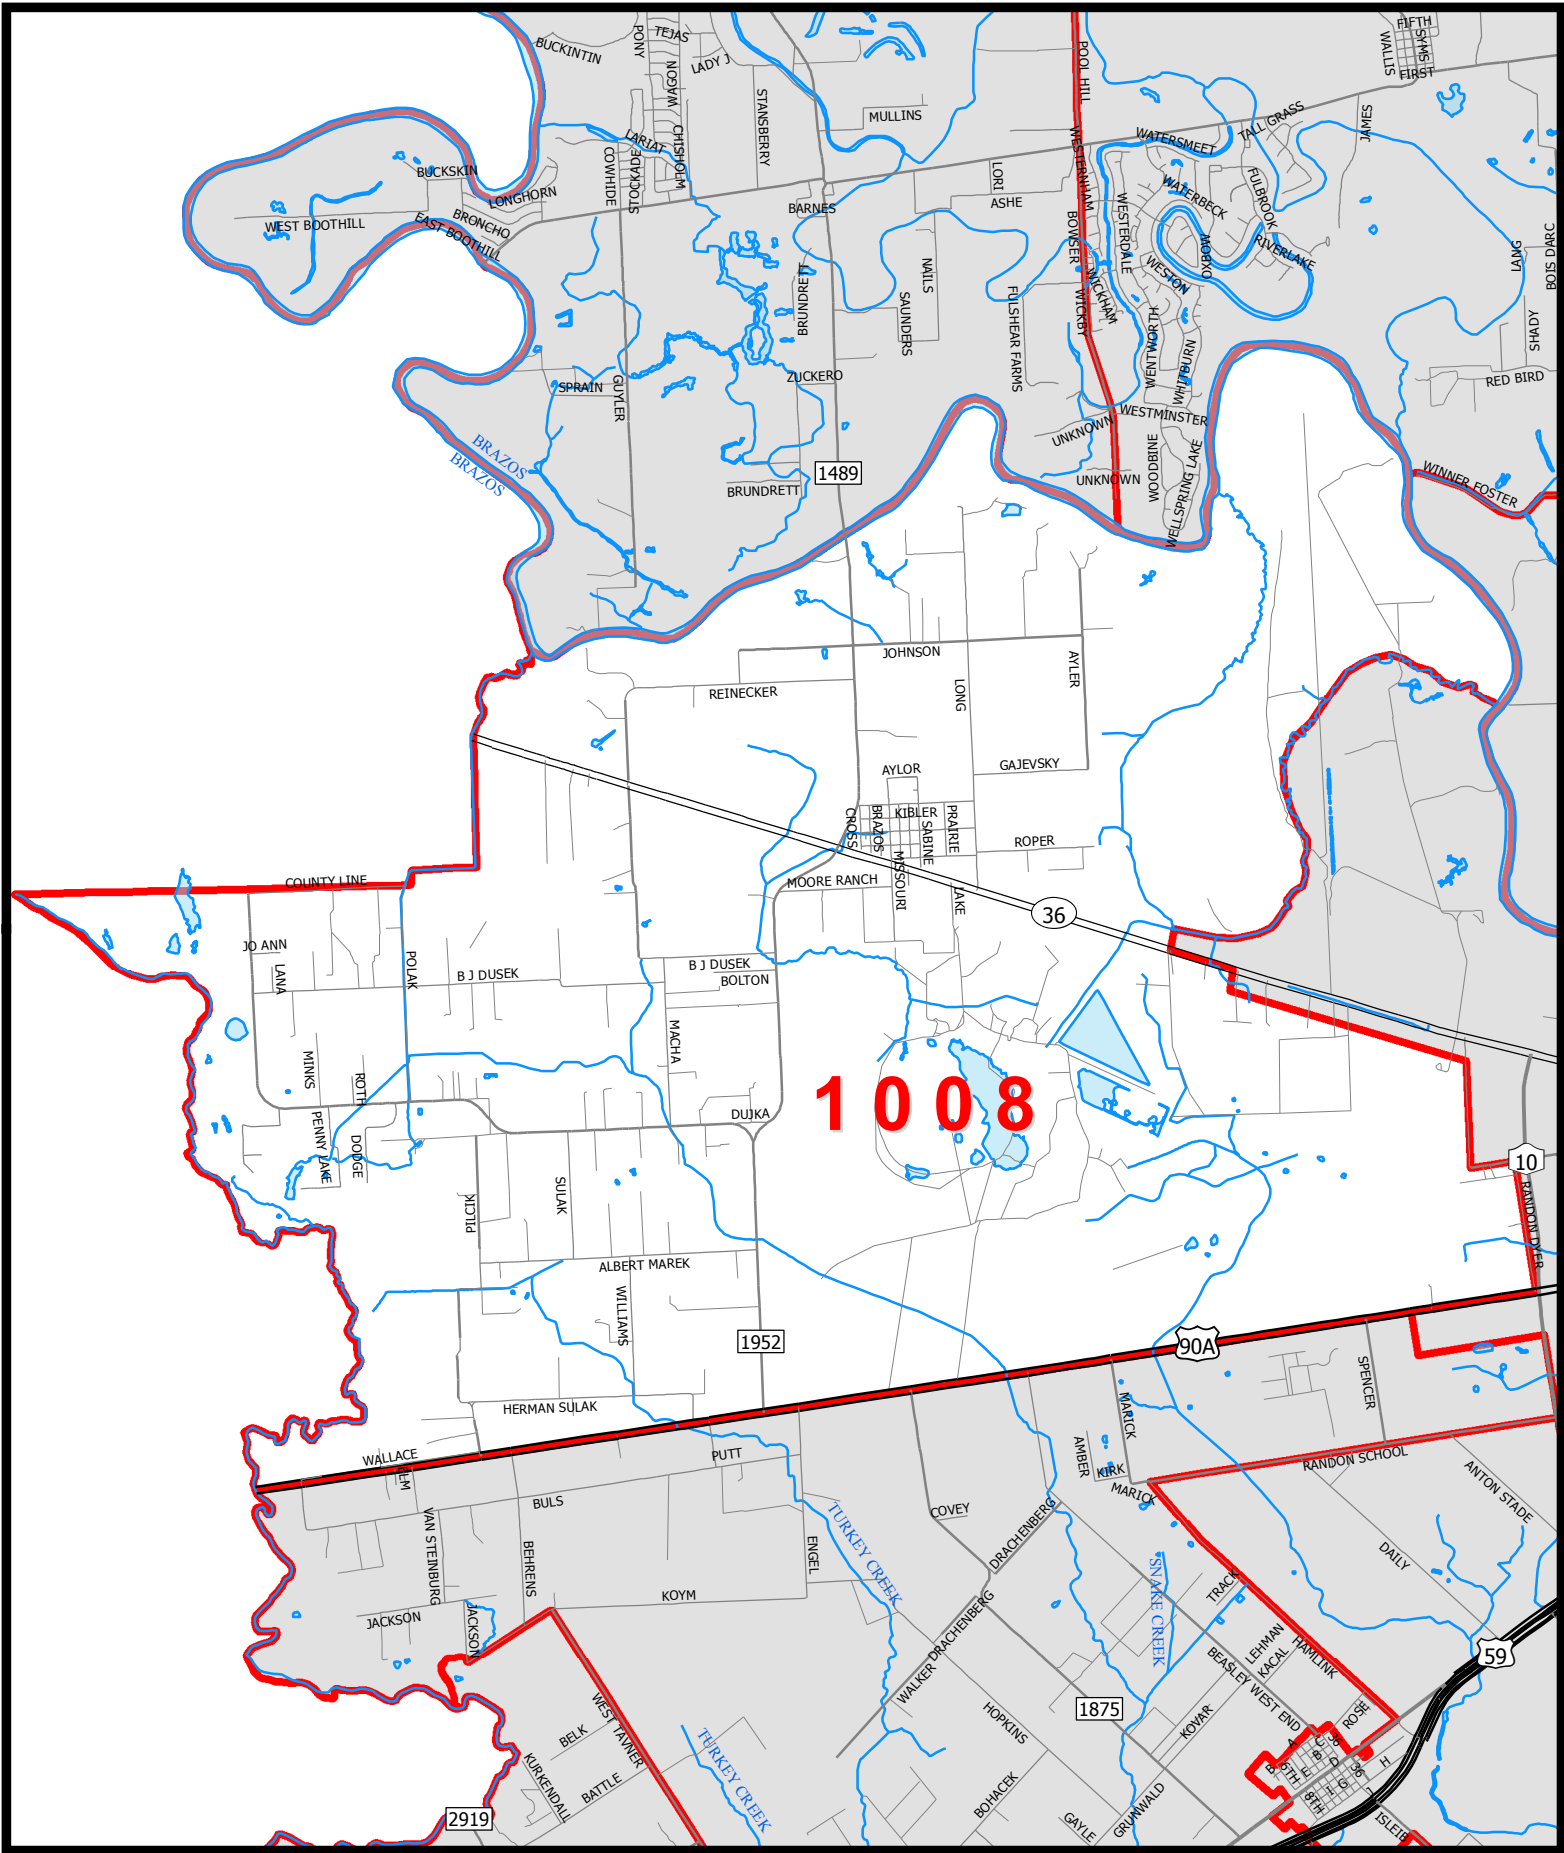 BUCKINTIN
PONY
TEJAS
LADY J
WAGON
STANSBERRY
MULLINS
POOL HILL
FIFTH
SYMS
WALLIS
FIRST
TALL GRASS
JAMES
WATERSMEET
LARIAT
CHISHOLM
COWHIDE
STOCKADE
BUCKSKIN
LONGHORN
WEST BOOTHILL
BRONCHO
EAST BOOTHILL
BARNES
LORI
ASHE
WESTERNHAM
BOWSER
WESTERDALE
WATERBECK
FULBROOK
OXBOW
RIVERLAKE
LANG
BOIS DARC
WESTON
WICKHAM
WICKBY
BRUNDRETT
NAILS
SAUNDERS
FULSHEAR FARMS
WENTWORTH
WHITBURN
SHADY
RED BIRD
SPRAIN
GUYLER
ZUCKERO
WESTMINSTER
UNKNOWN
BRAZOS
BRAZOS
1489
BRUNDRETT
UNKNOWN
WOODBINE
WELLSPRING LAKE
WINNER FOSTER
JOHNSON
REINECKER
LONG
AYLER
AYLOR
GAJEVSKY
CROSS
BRAZOS
KIBLER
SABINE
PRAIRIE
ROPER
MISSOURI
MOORE RANCH
LAKE
36
COUNTY LINE
JO ANN
LANA
POLAK
B J DUSEK
B J DUSEK
BOLTON
MACHA
MINKS
ROTH
PENNY LAKE
DODGE
DUJKA
1008
10
RANDON DYER
PILCIK
SULAK
ALBERT MAREK
WILLIAMS
1952
90A
SPENCER
HERMAN SULAK
WALLACE
MARICK
AMBER
KIRK
MARICK
RANDON SCHOOL
ANTON STADE
PUTT
BULS
VAN STEINBURG
BEHRENS
ENGEL
TURKEY CREEK
COVEY
DRACHENBERG
SNAKE CREEK
TRACK
DAILY
KOYM
JACKSON
JACKSON
WALKER
DRACHENBERG
LEHMAN
KACAL
HAMLINK
BEASLEY WEST END
59
WEST TAVNER
BELK
KURKENDALL
BATTLE
TURKEY CREEK
HOPKINS
1875
KOVAR
ROSE
A
C
36
B
D
36
H
B
6TH
E
G
I
J
8TH
BOHACEK
GAYLE
GRUNWALD
ISLEIB
2919